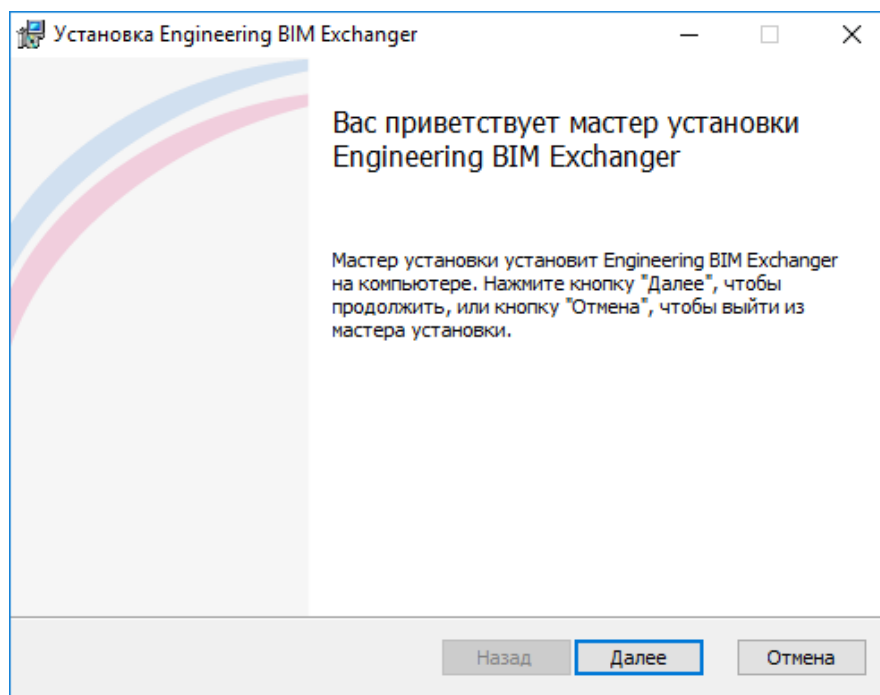 Установка Engineering BIM Exchanger
Вас приветствует мастер установки
Engineering BIM Exchanger
Мастер установки установит Engineering BIM Exchanger
на компьютере. Нажмите кнопку "Далее", чтобы
продолжить, или кнопку "Отмена", чтобы выйти из
мастера установки.
Назад Далее Отмена